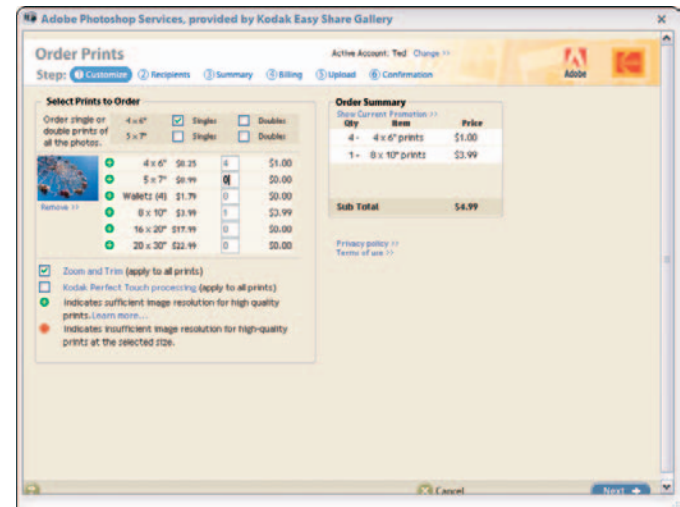 Adobe Photoshop Services, provided by Kodak Easy Share Gallery
Order Prints
Active Account: Ted Change >>
Adobe
Kodak
Step: 1 Customize 2 Recipients 3 Summary 4 Billing 5 Upload 6 Confirmation
Select Prints to Order
Order single or double prints of all the photos.
4 x 6" Singles Doubles
5 x 7" Singles Doubles
4 x 6" $0.25 4 $1.00
5 x 7" $0.99 0 $0.00
Wallets (4) $1.79 0 $0.00
Remove >>
8 x 10" $3.99 1 $3.99
16 x 20" $17.99 0 $0.00
20 x 30" $22.99 0 $0.00
Zoom and Trim (apply to all prints)
Kodak Perfect Touch processing (apply to all prints)
Indicates sufficient image resolution for high quality
prints. Learn more...
Indicates insufficient image resolution for high-quality
prints at the selected size.
Order Summary
Show Current Promotion >>
Qty Item Price
4 - 4 x 6" prints $1.00
1 - 8 x 10" prints $3.99
Sub Total $4.99
Privacy policy >>
Terms of use >>
Cancel
Next